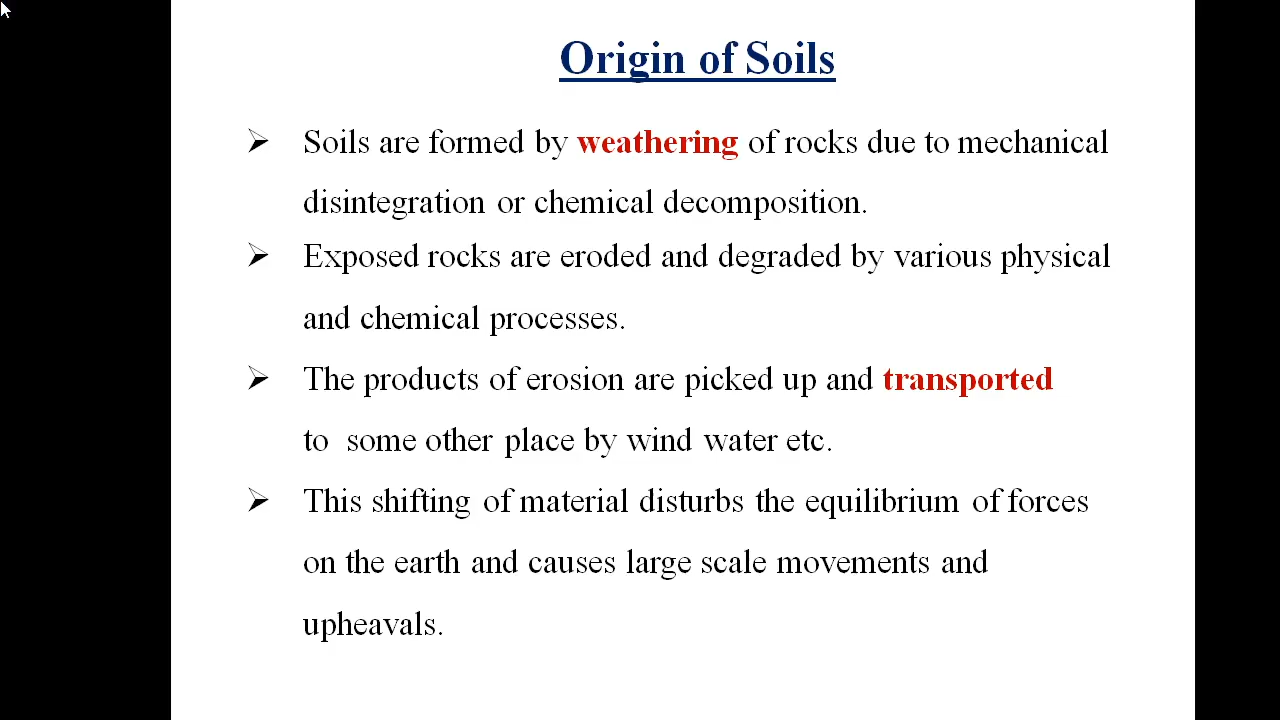 Origin of Soils
➢ Soils are formed by weathering of rocks due to mechanical
disintegration or chemical decomposition.
➢ Exposed rocks are eroded and degraded by various physical
and chemical processes.
➢ The products of erosion are picked up and transported
to some other place by wind water etc.
➢ This shifting of material disturbs the equilibrium of forces
on the earth and causes large scale movements and
upheavals.